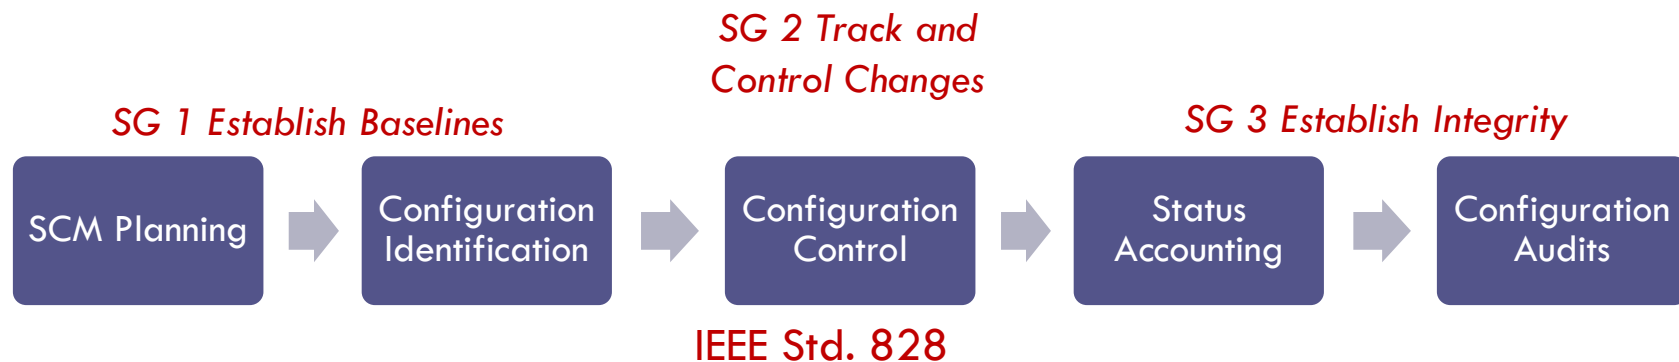 SG 2 Track and
Control Changes
SG 1 Establish Baselines
SG 3 Establish Integrity
SCM Planning
Configuration
Identification
Configuration
Control
Status
Accounting
Configuration
Audits
IEEE Std. 828